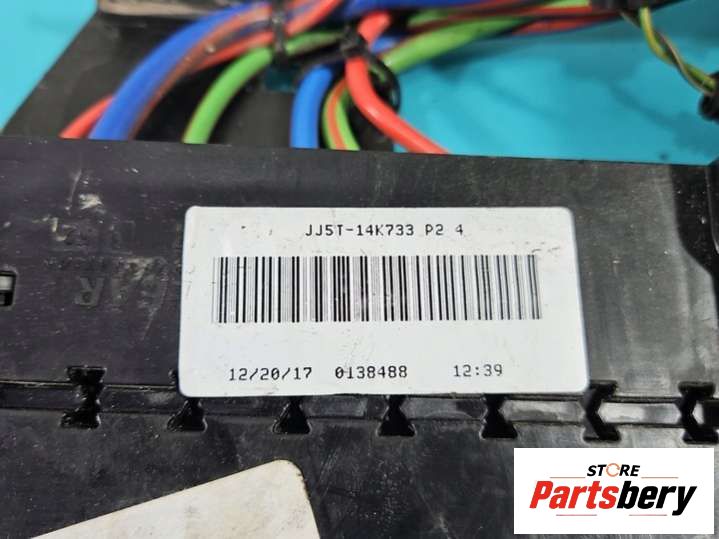 JJ5T-14K733 P2 4
12/20/17 0138488 12:39
STORE
Partsbery